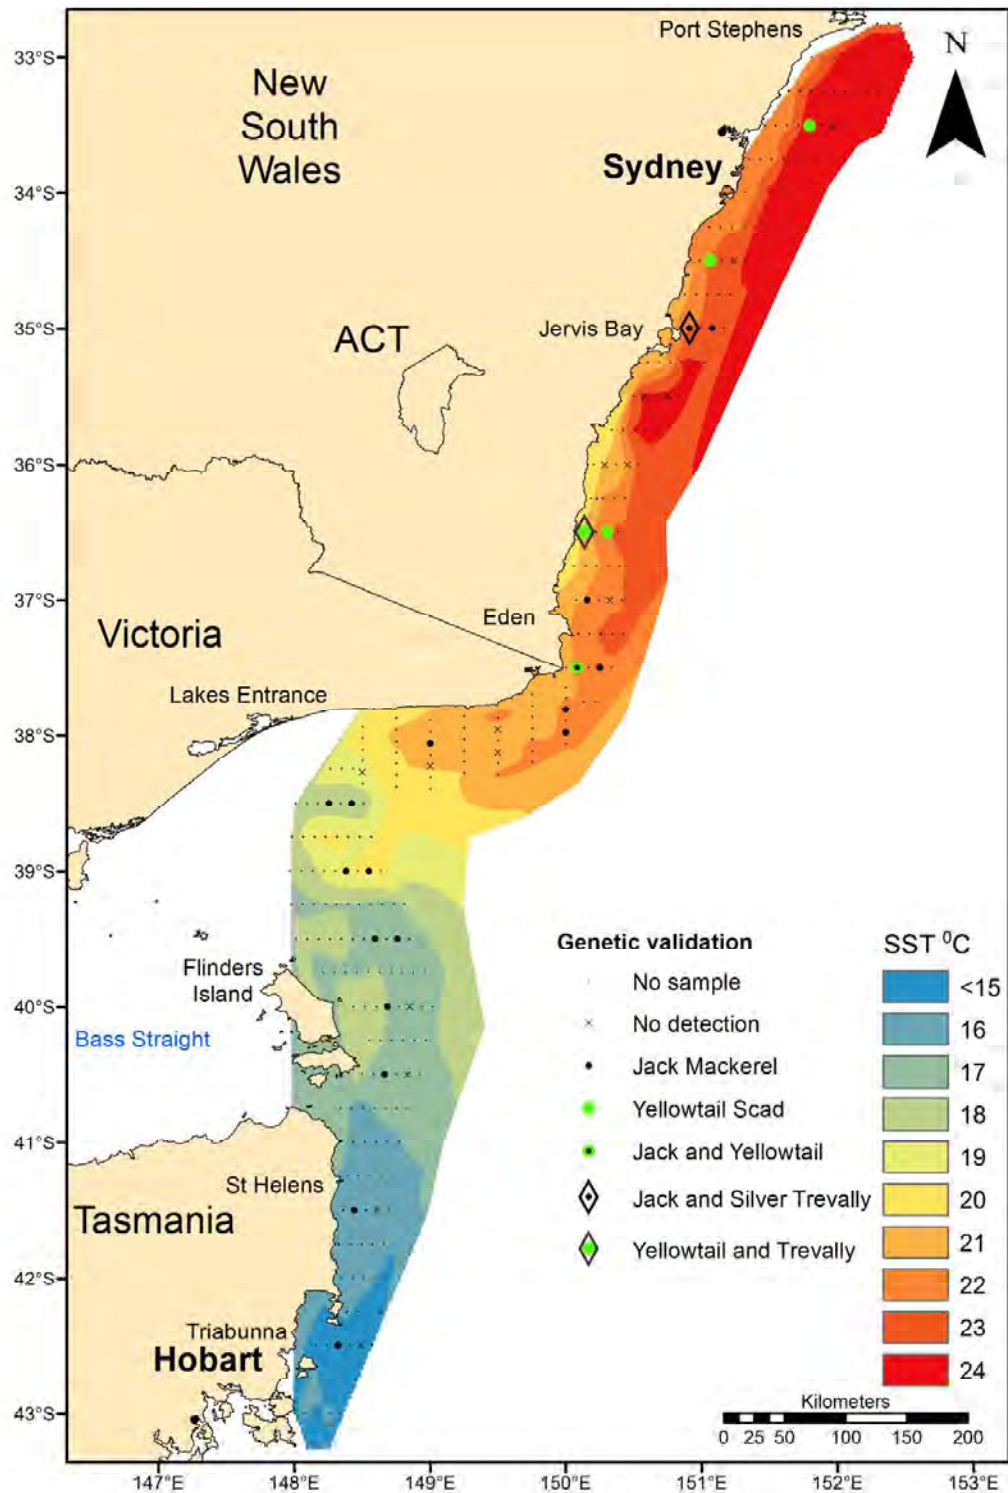 Port Stephens
33°S
N
New
South
Wales
Sydney
34°S
35°S
Jervis Bay
ACT
36°S
37°S
Eden
Victoria
Lakes Entrance
38°S
39°S
Flinders
Island
40°S
Bass Straight
41°S
St Helens
Tasmania
42°S
Triabunna
Hobart
43°S
Genetic validation
No sample
No detection
Jack Mackerel
Yellowtail Scad
Jack and Yellowtail
Jack and Silver Trevally
Yellowtail and Trevally
SST ⁰C
<15
16
17
18
19
20
21
22
23
24
Kilometers
0 25 50 100 150 200
147°E 148°E 149°E 150°E 151°E 152°E 153°E